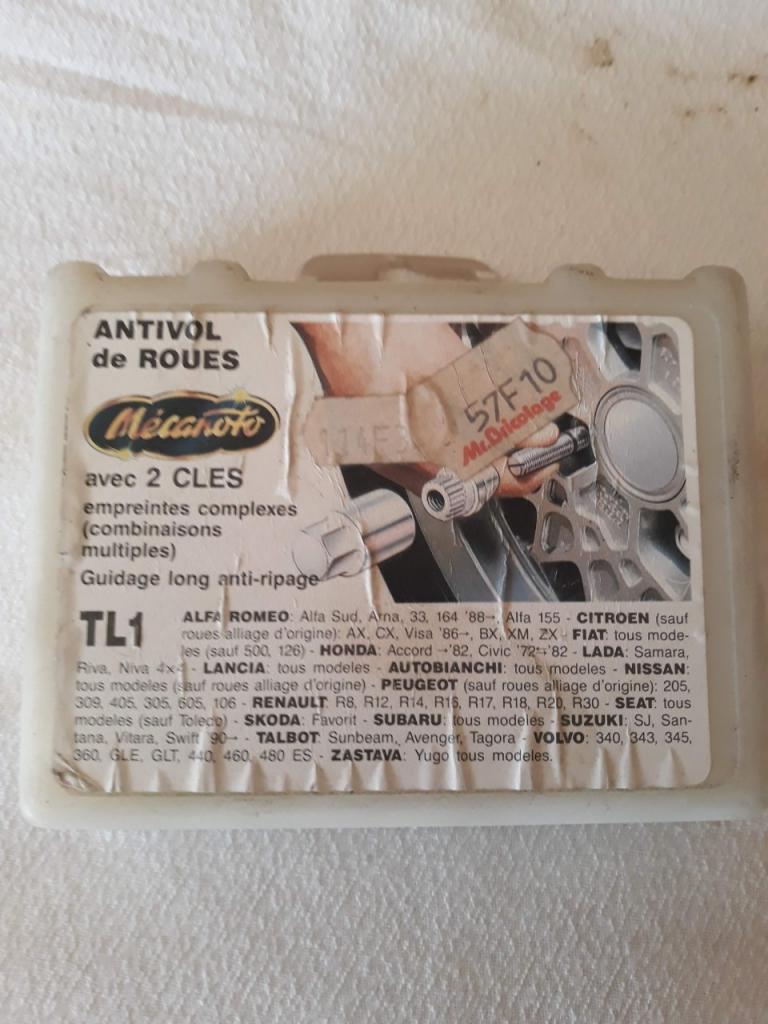 ANTIVOL
de ROUES
Mécanoto
avec 2 CLES
empreintes complexes
(combinaisons
multiples)
Guidage long anti-ripage
57F10
Mr.Bricolage
TL1
ALFA ROMEO: Alfa Sud, Arna, 33, 164 '88→, Alfa 155 - CITROEN (sauf
roues alliage d'origine): AX, CX, Visa '86→, BX, XM, ZX - FIAT: tous mode-
les (sauf 500, 126) - HONDA: Accord →'82, Civic '72→'82 - LADA: Samara,
Riva, Niva 4x4 - LANCIA: tous modeles - AUTOBIANCHI: tous modeles - NISSAN:
tous modeles (sauf roues alliage d'origine) - PEUGEOT (sauf roues alliage d'origine): 205,
309, 405, 305, 605, 106 - RENAULT: R8, R12, R14, R16, R17, R18, R20, R30 - SEAT: tous
modeles (sauf Toledo) - SKODA: Favorit - SUBARU: tous modeles - SUZUKI: SJ, San-
tana, Vitara, Swift '90→ - TALBOT: Sunbeam, Avenger, Tagora - VOLVO: 340, 343, 345,
360, GLE, GLT, 440, 460, 480 ES - ZASTAVA: Yugo tous modeles.